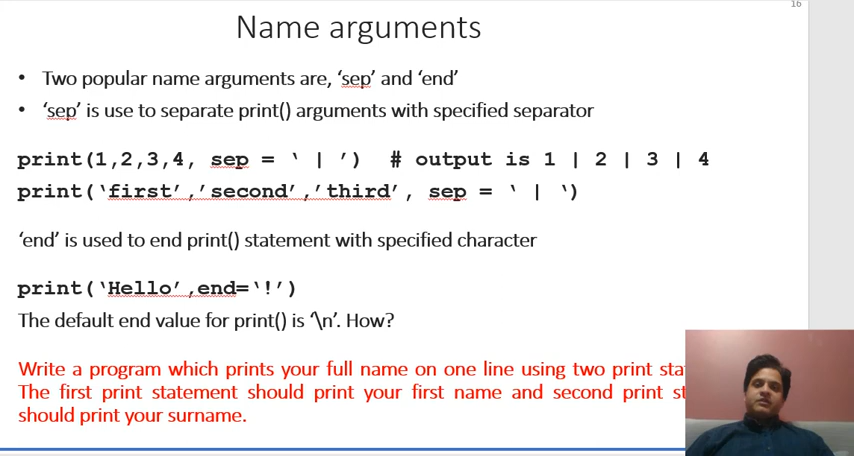 16
Name arguments
• Two popular name arguments are, ‘sep’ and ‘end’
• ‘sep’ is use to separate print() arguments with specified separator
print(1,2,3,4, sep = ‘ | ’) # output is 1 | 2 | 3 | 4
print(‘first’,’second’,’third’, sep = ‘ | ‘)
‘end’ is used to end print() statement with specified character
print(‘Hello’,end=‘!’)
The default end value for print() is ‘\n’. How?
Write a program which prints your full name on one line using two print
The first print statement should print your first name and second print
should print your surname.